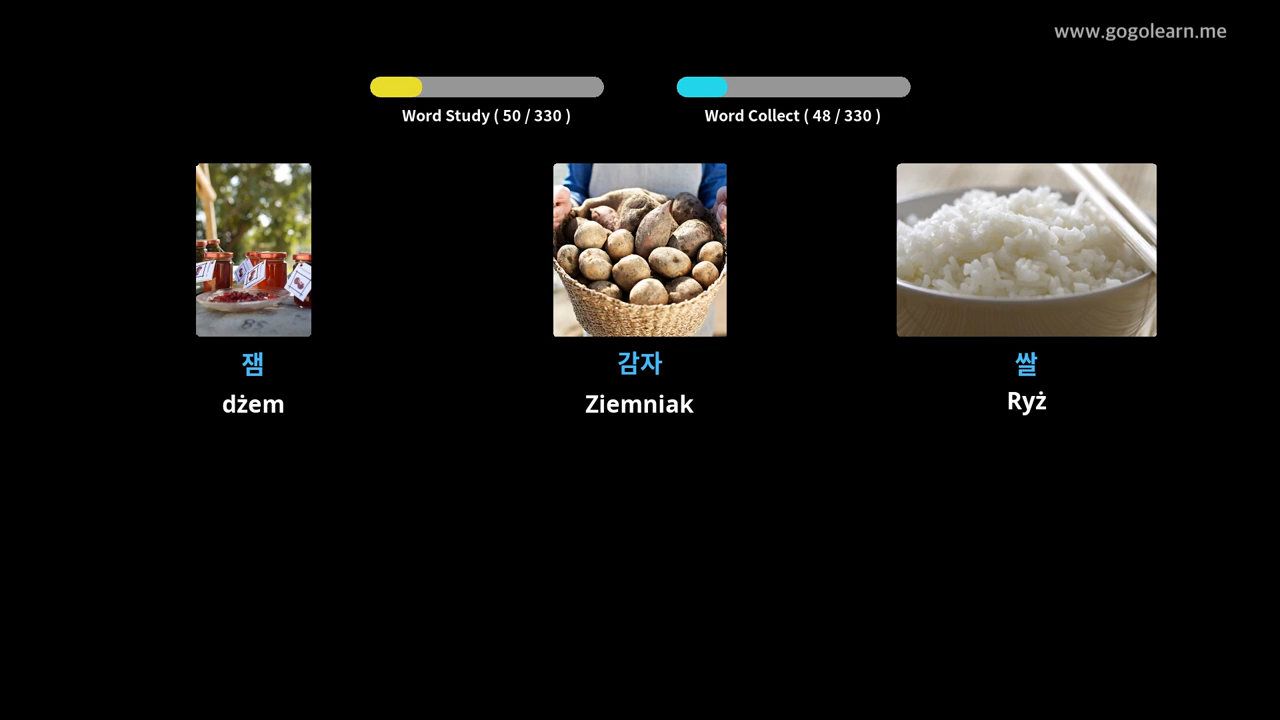 www.gogolearn.me
Word Study ( 50 / 330 )
Word Collect ( 48 / 330 )
잼
감자
쌀
dżem
Ziemniak
Ryż